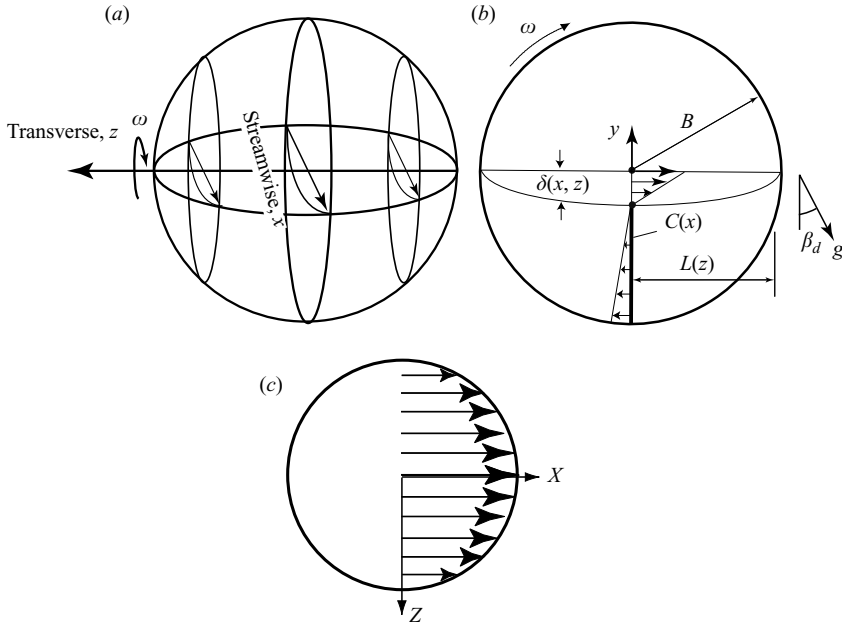 (a)
ω
Transverse, z
Streamwise, x
(b)
ω
y
B
δ(x, z)
C(x)
L(z)
β_d
g
(c)
X
Z